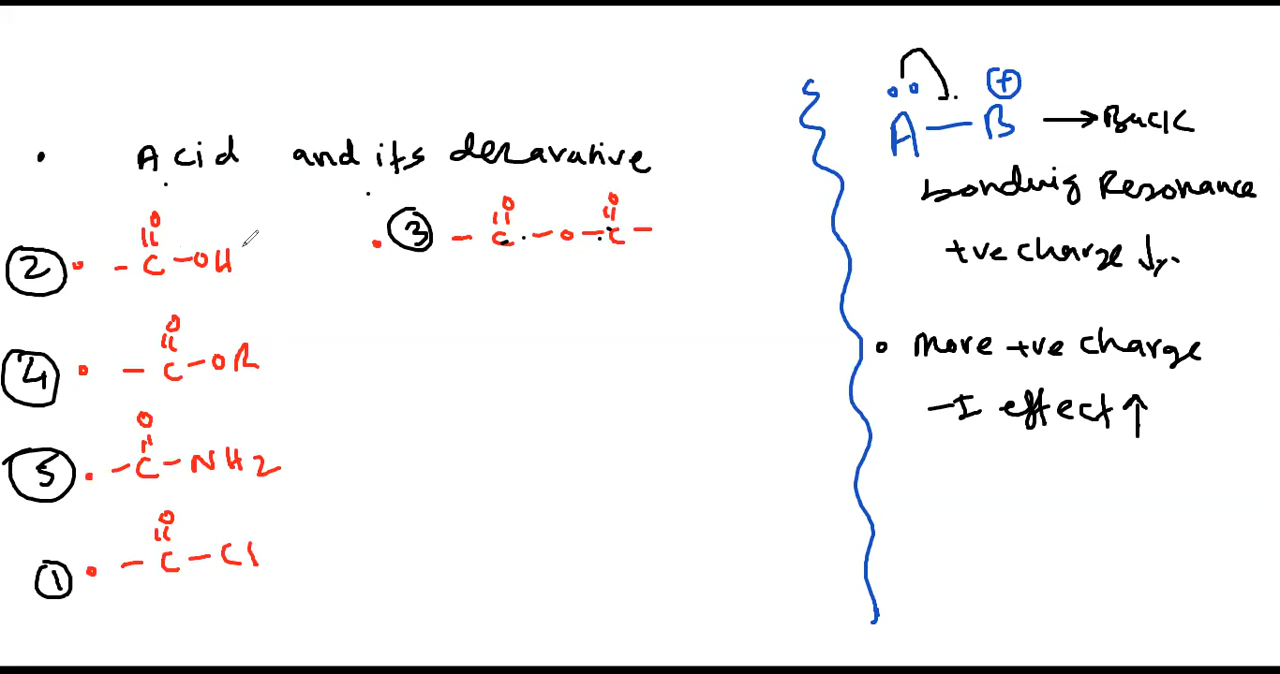 • Acid and its deravative
② • -C(=O)-OH
③ • -C(=O)-O-C(=O)-
④ • -C(=O)-OR
⑤ • -C(=O)-NH2
① • -C(=O)-Cl
A-B ⊕ → Back
bonding Resonance
+ve charge ↓
• more +ve charge
-I effect ↑